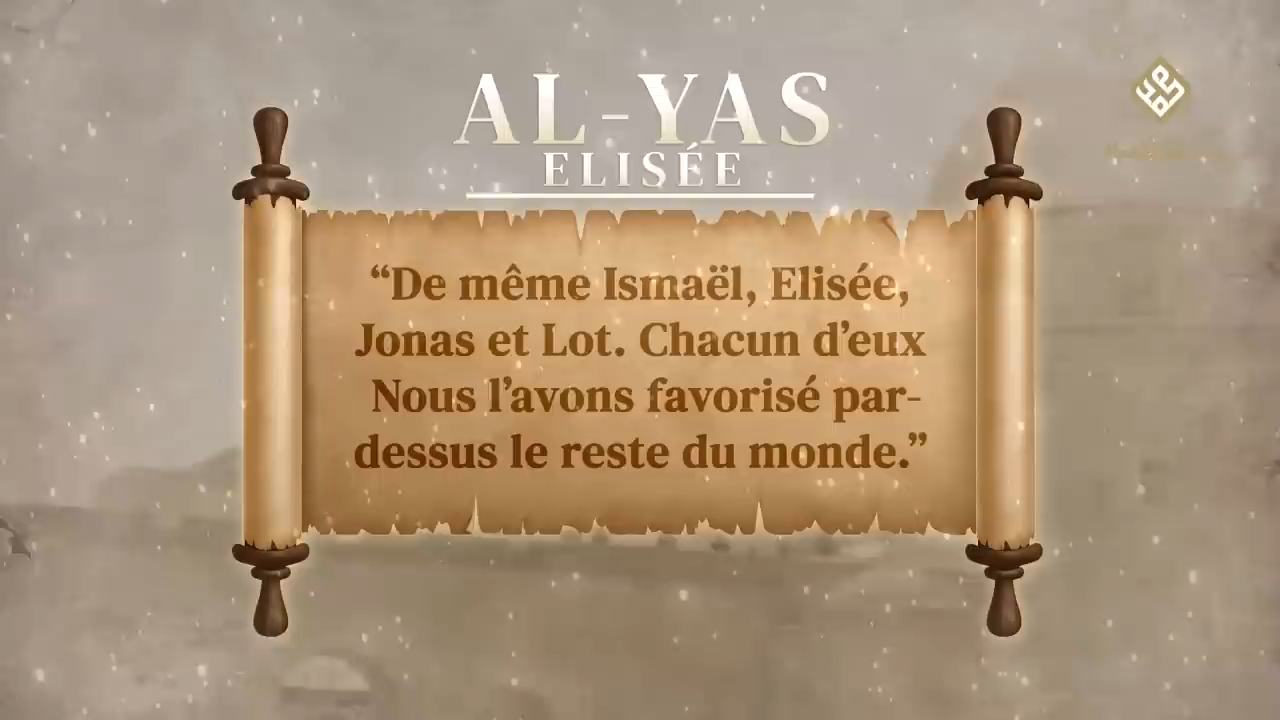 AL-YAS
ELISÉE
“De même Ismaël, Elisée,
Jonas et Lot. Chacun d’eux
Nous l’avons favorisé par-
dessus le reste du monde.”